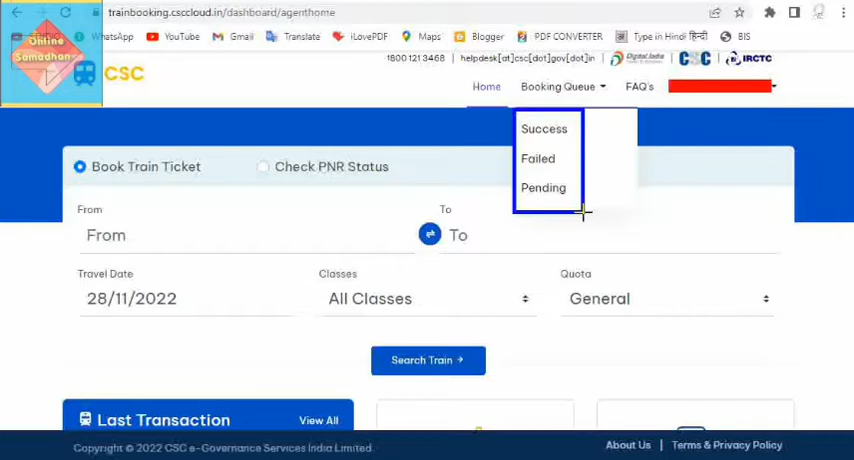 trainbooking.csccloud.in/dashboard/agenthome
WhatsApp YouTube Gmail Translate iLovePDF Maps Blogger PDF CONVERTER Type in Hindi हिन्दी BIS
Online
Samadhan
CSC
1800 121 3468 | helpdesk[at]csc[dot]gov[dot]in Digital India CSC IRCTC
Home Booking Queue FAQ's
Success
Failed
Pending
Book Train Ticket Check PNR Status
From To
From To
Travel Date Classes Quota
28/11/2022 All Classes General
Search Train
Last Transaction View All
Copyright © 2022 CSC e-Governance Services India Limited. About Us | Terms & Privacy Policy